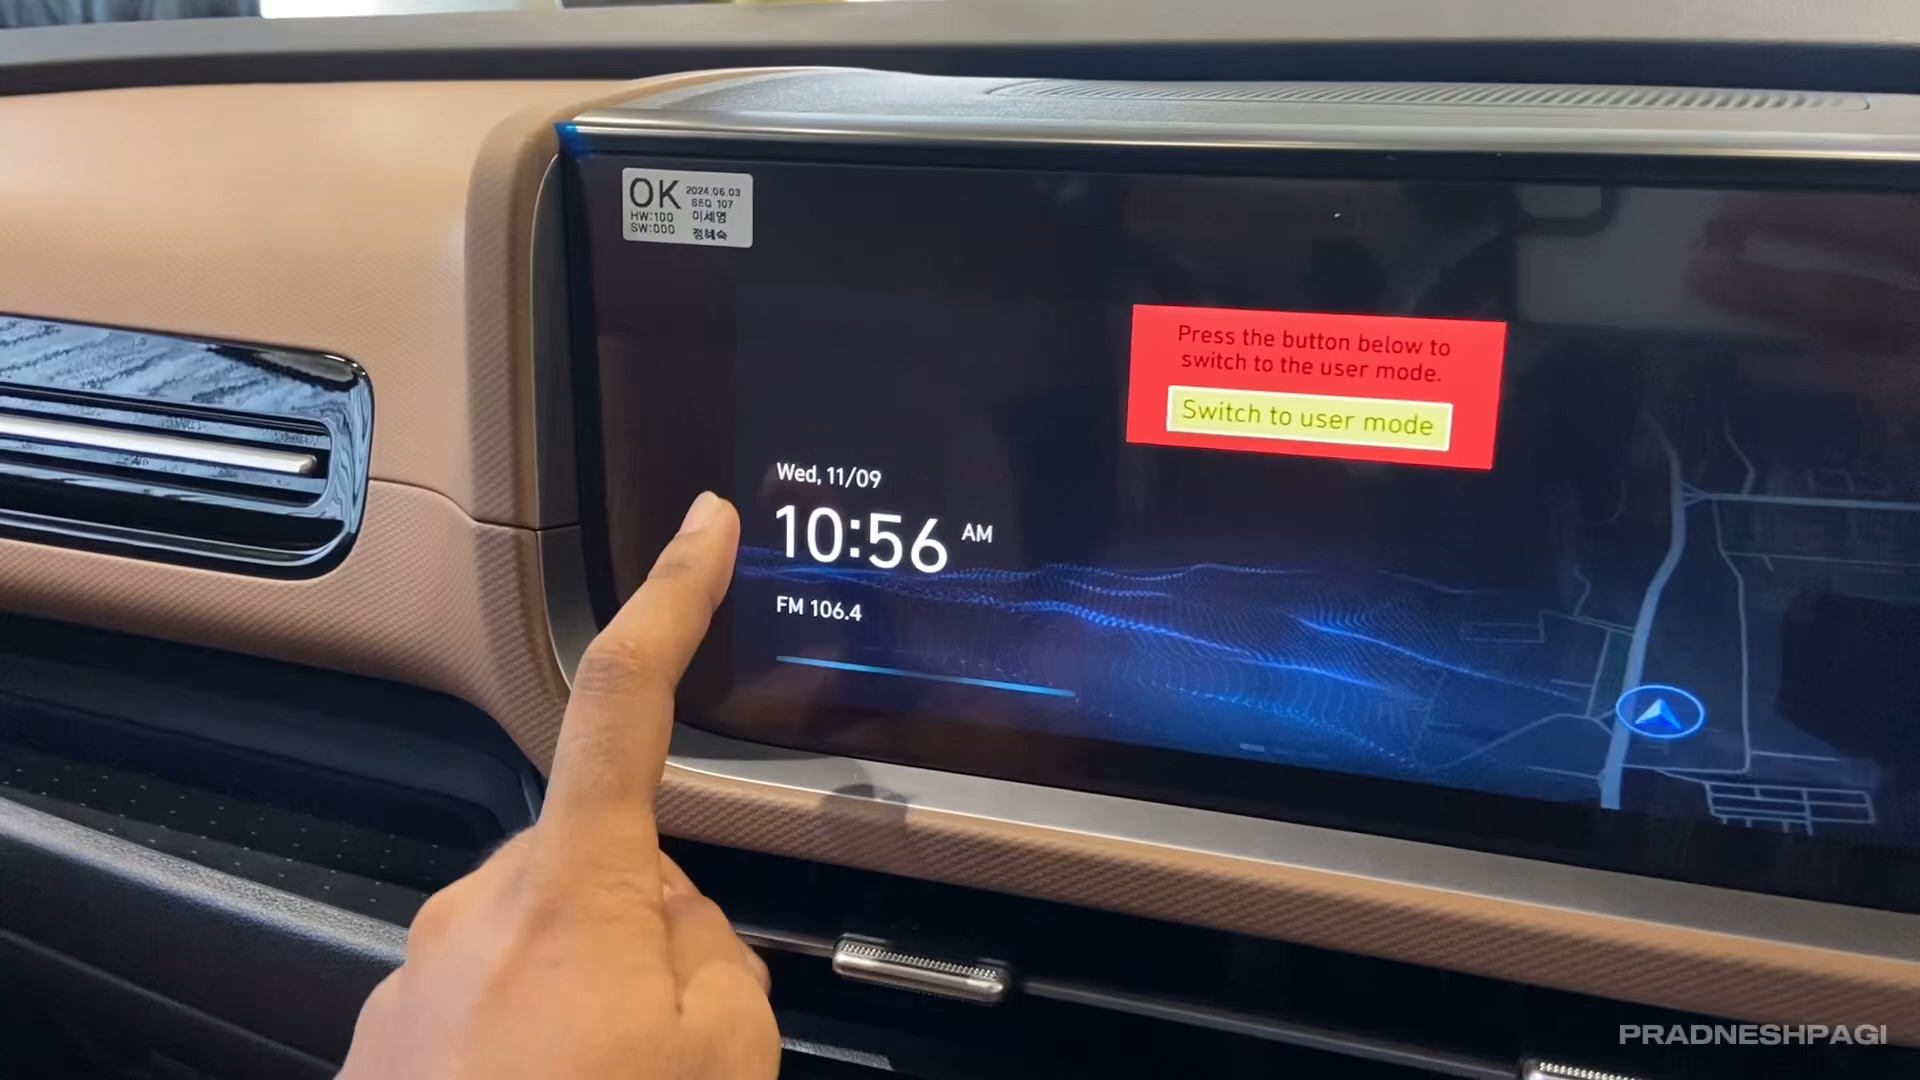 OK
2024.06.03
SEQ 107
HW:100 이세영
SW:000 정혜숙
Press the button below to
switch to the user mode.
Switch to user mode
Wed, 11/09
10:56 AM
FM 106.4
PRADNESHPAGI